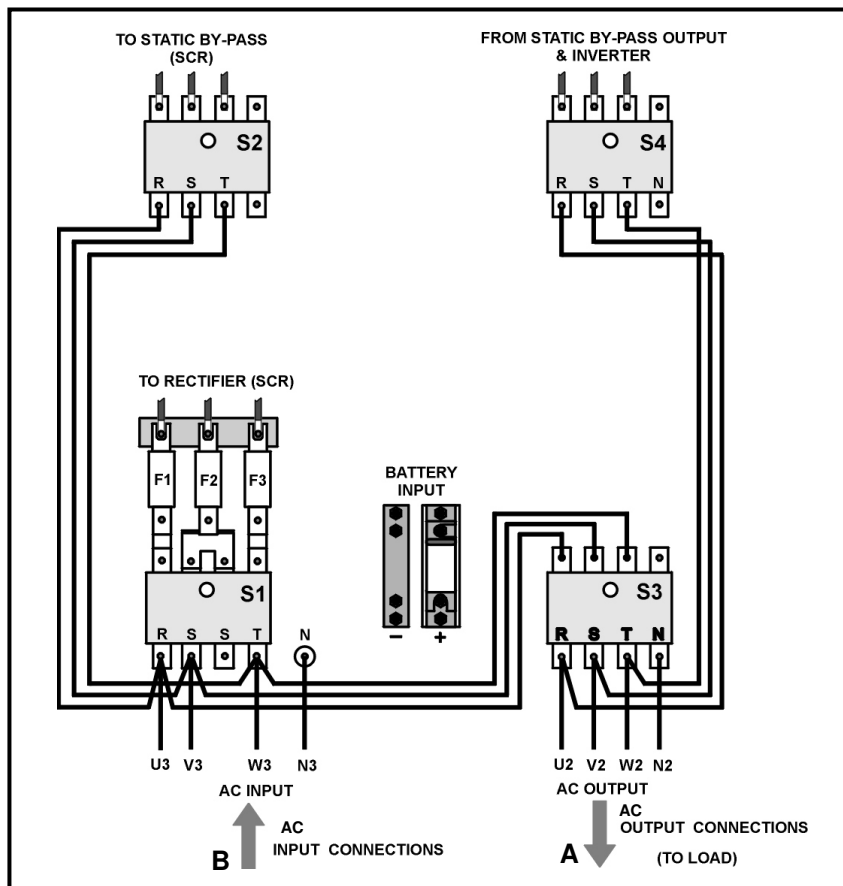 TO STATIC BY-PASS
(SCR)
FROM STATIC BY-PASS OUTPUT
& INVERTER
S2
R S T
S4
R S T N
TO RECTIFIER (SCR)
F1 F2 F3
BATTERY
INPUT
S1
R S S T N
- +
S3
R S T N
U3 V3 W3 N3
U2 V2 W2 N2
AC INPUT
AC OUTPUT
B
AC
INPUT CONNECTIONS
A
AC
OUTPUT CONNECTIONS
(TO LOAD)